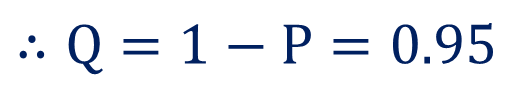 ∴ Q = 1 − P = 0.95